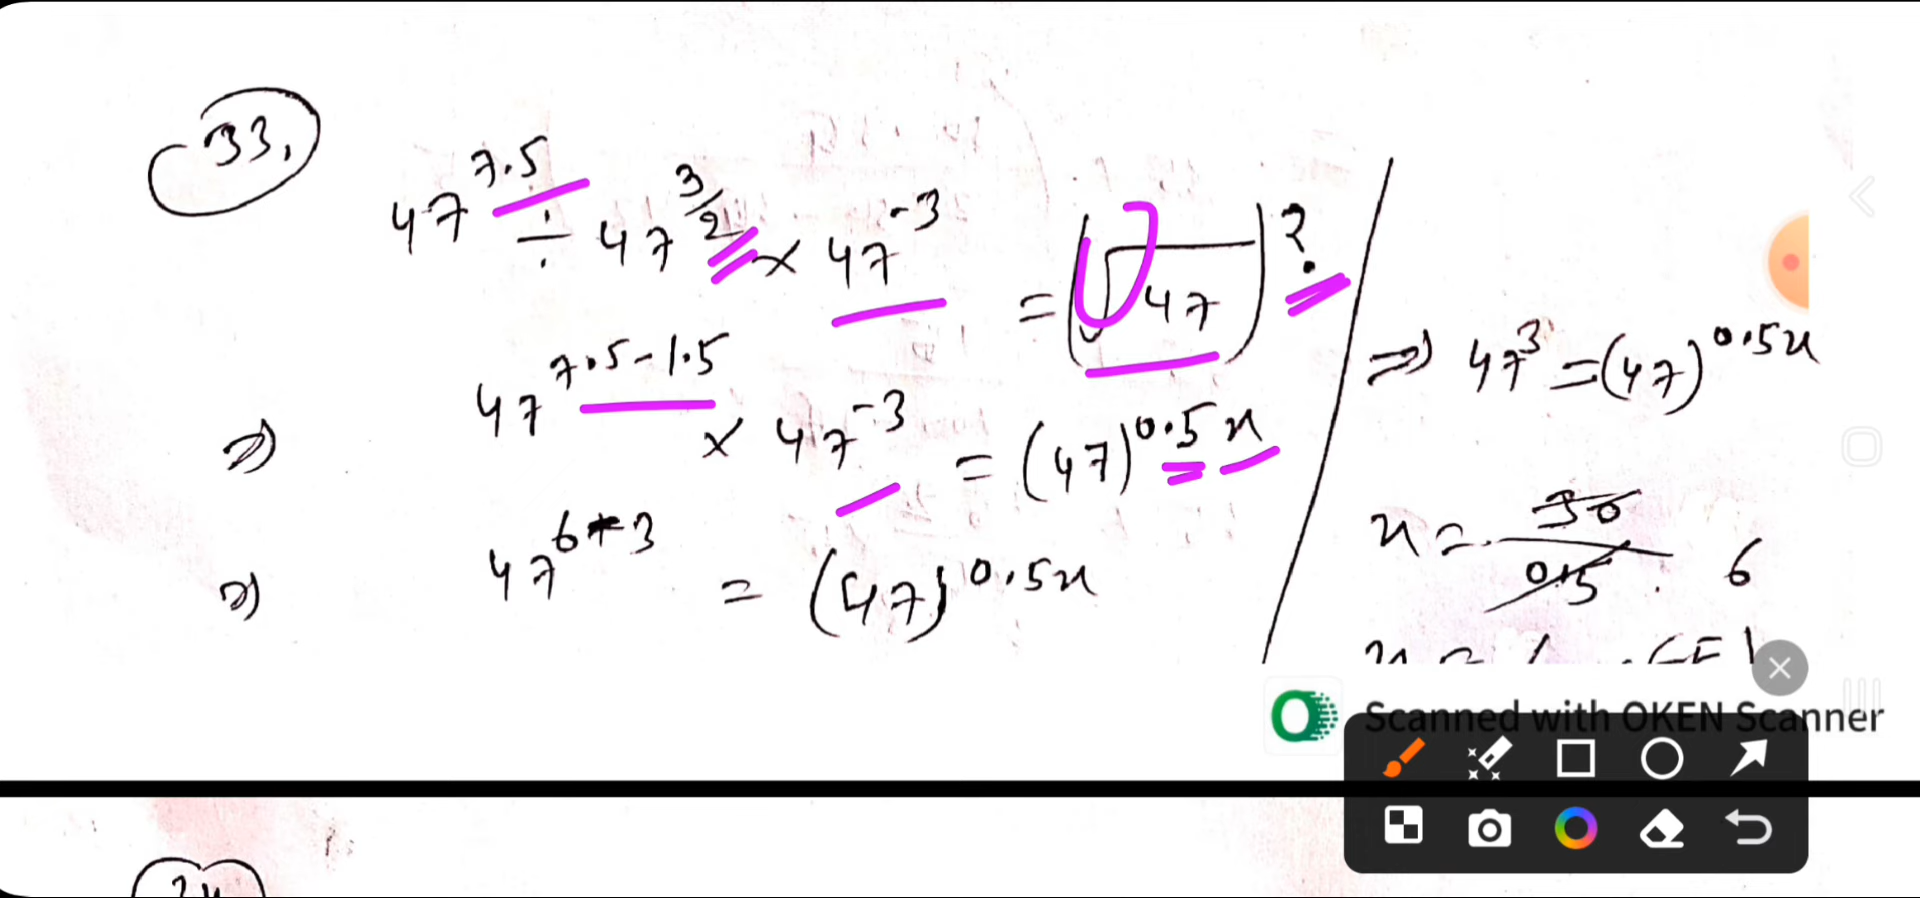 33.
47^7.5 ÷ 47^3/2 × 47^-3 = (√47)^?
⇒ 47^7.5-1.5 × 47^-3 = (47)^0.5x
⇒ 47^6-3 = (47)^0.5x
⇒ 47^3 = (47)^0.5x
x = 30/0.5 6
Scanned with OKEN Scanner